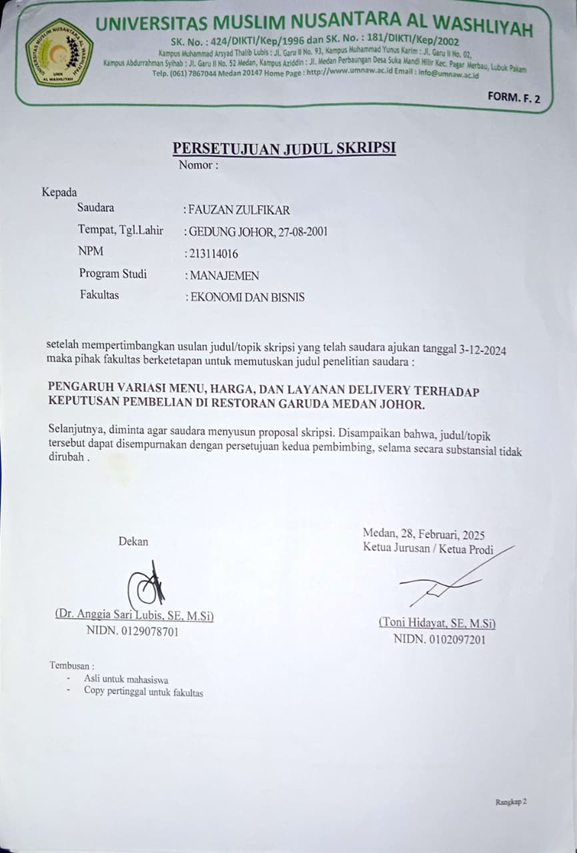 UNIVERSITAS MUSLIM NUSANTARA AL WASHLIYAH
SK. No. : 424/DIKTI/Kep/1996 dan SK. No. : 181/DIKTI/Kep/2002
Kampus Muhammad Arsyad Thalib Lubis : Jl. Garu II No. 93, Kampus Muhammad Yunus Karim : Jl. Garu II No. 02,
Kampus Abdurrahman Syihab : Jl. Garu II No. 52 Medan, Kampus Aziddin : Jl. Medan Perbaungan Desa Suka Mandi Hilir Kec. Pagar Merbau, Lubuk Pakam
Telp. (061) 7867044 Medan 20147 Home Page : http://www.umnaw.ac.id Email : info@umnaw.ac.id
UNIVERSITAS MUSLIM NUSANTARA
UMN
AL WASHLIYAH
FORM. F. 2
PERSETUJUAN JUDUL SKRIPSI
Nomor :
Kepada
Saudara : FAUZAN ZULFIKAR
Tempat, Tgl.Lahir : GEDUNG JOHOR, 27-08-2001
NPM : 213114016
Program Studi : MANAJEMEN
Fakultas : EKONOMI DAN BISNIS
setelah mempertimbangkan usulan judul/topik skripsi yang telah saudara ajukan tanggal 3-12-2024
maka pihak fakultas berketetapan untuk memutuskan judul penelitian saudara :
PENGARUH VARIASI MENU, HARGA, DAN LAYANAN DELIVERY TERHADAP
KEPUTUSAN PEMBELIAN DI RESTORAN GARUDA MEDAN JOHOR.
Selanjutnya, diminta agar saudara menyusun proposal skripsi. Disampaikan bahwa, judul/topik
tersebut dapat disempurnakan dengan persetujuan kedua pembimbing, selama secara substansial tidak
dirubah .
Medan, 28, Februari, 2025
Dekan
Ketua Jurusan / Ketua Prodi
(Dr. Anggia Sari Lubis, SE, M.Si)
NIDN. 0129078701
(Toni Hidayat, SE, M.Si)
NIDN. 0102097201
Tembusan :
- Asli untuk mahasiswa
- Copy pertinggal untuk fakultas
Rangkap 2